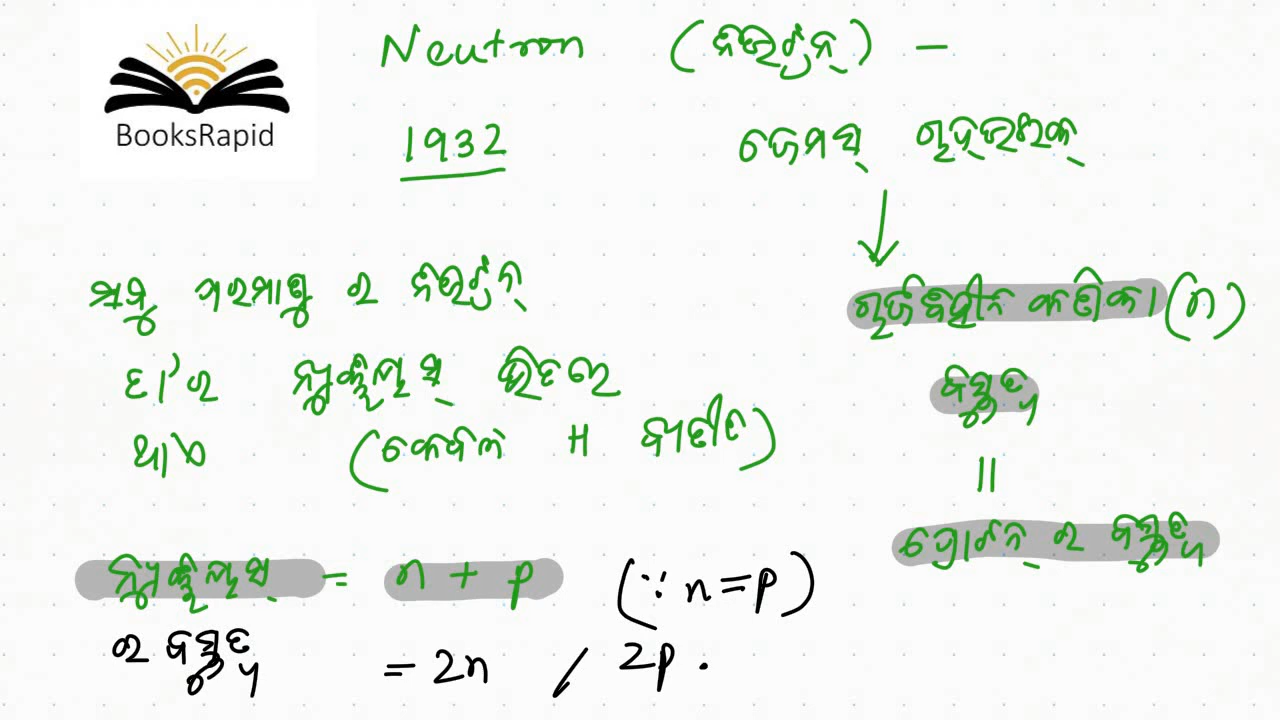 BooksRapid
Neutron (ନିଉଟ୍ରନ୍) –
1932 ଜେମସ୍ ଚାଡ୍‌ଉଇକ୍
↓
ସବୁ ପରମାଣୁ ର ନିଉଟ୍ରନ୍
ତା'ର ନ୍ୟୁକ୍ଲିୟସ୍ ଭିତରେ
ଥାଏ (କେବଳ H ବ୍ୟତୀତ)
ଚାର୍ଜବିହୀନ କଣିକା (n)
ବସ୍ତୁତ୍ୱ
||
ପ୍ରୋଟନ୍ ର ବସ୍ତୁତ୍ୱ
ନ୍ୟୁକ୍ଲିୟସ୍ = n + p (∵ n = p)
ର ବସ୍ତୁତ୍ୱ = 2n / 2p .